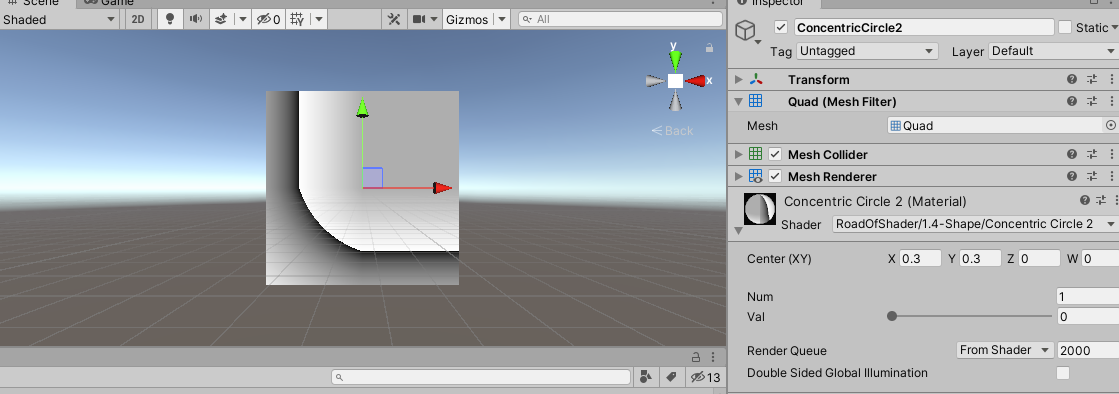 Scene Game
Shaded 2D 0 Gizmos All
y
x
Back
13
Inspector
ConcentricCircle2 Static
Tag Untagged Layer Default
Transform
Quad (Mesh Filter)
Mesh Quad
Mesh Collider
Mesh Renderer
Concentric Circle 2 (Material)
Shader RoadOfShader/1.4-Shape/Concentric Circle 2
Center (XY) X 0.3 Y 0.3 Z 0 W 0
Num 1
Val 0
Render Queue From Shader 2000
Double Sided Global Illumination